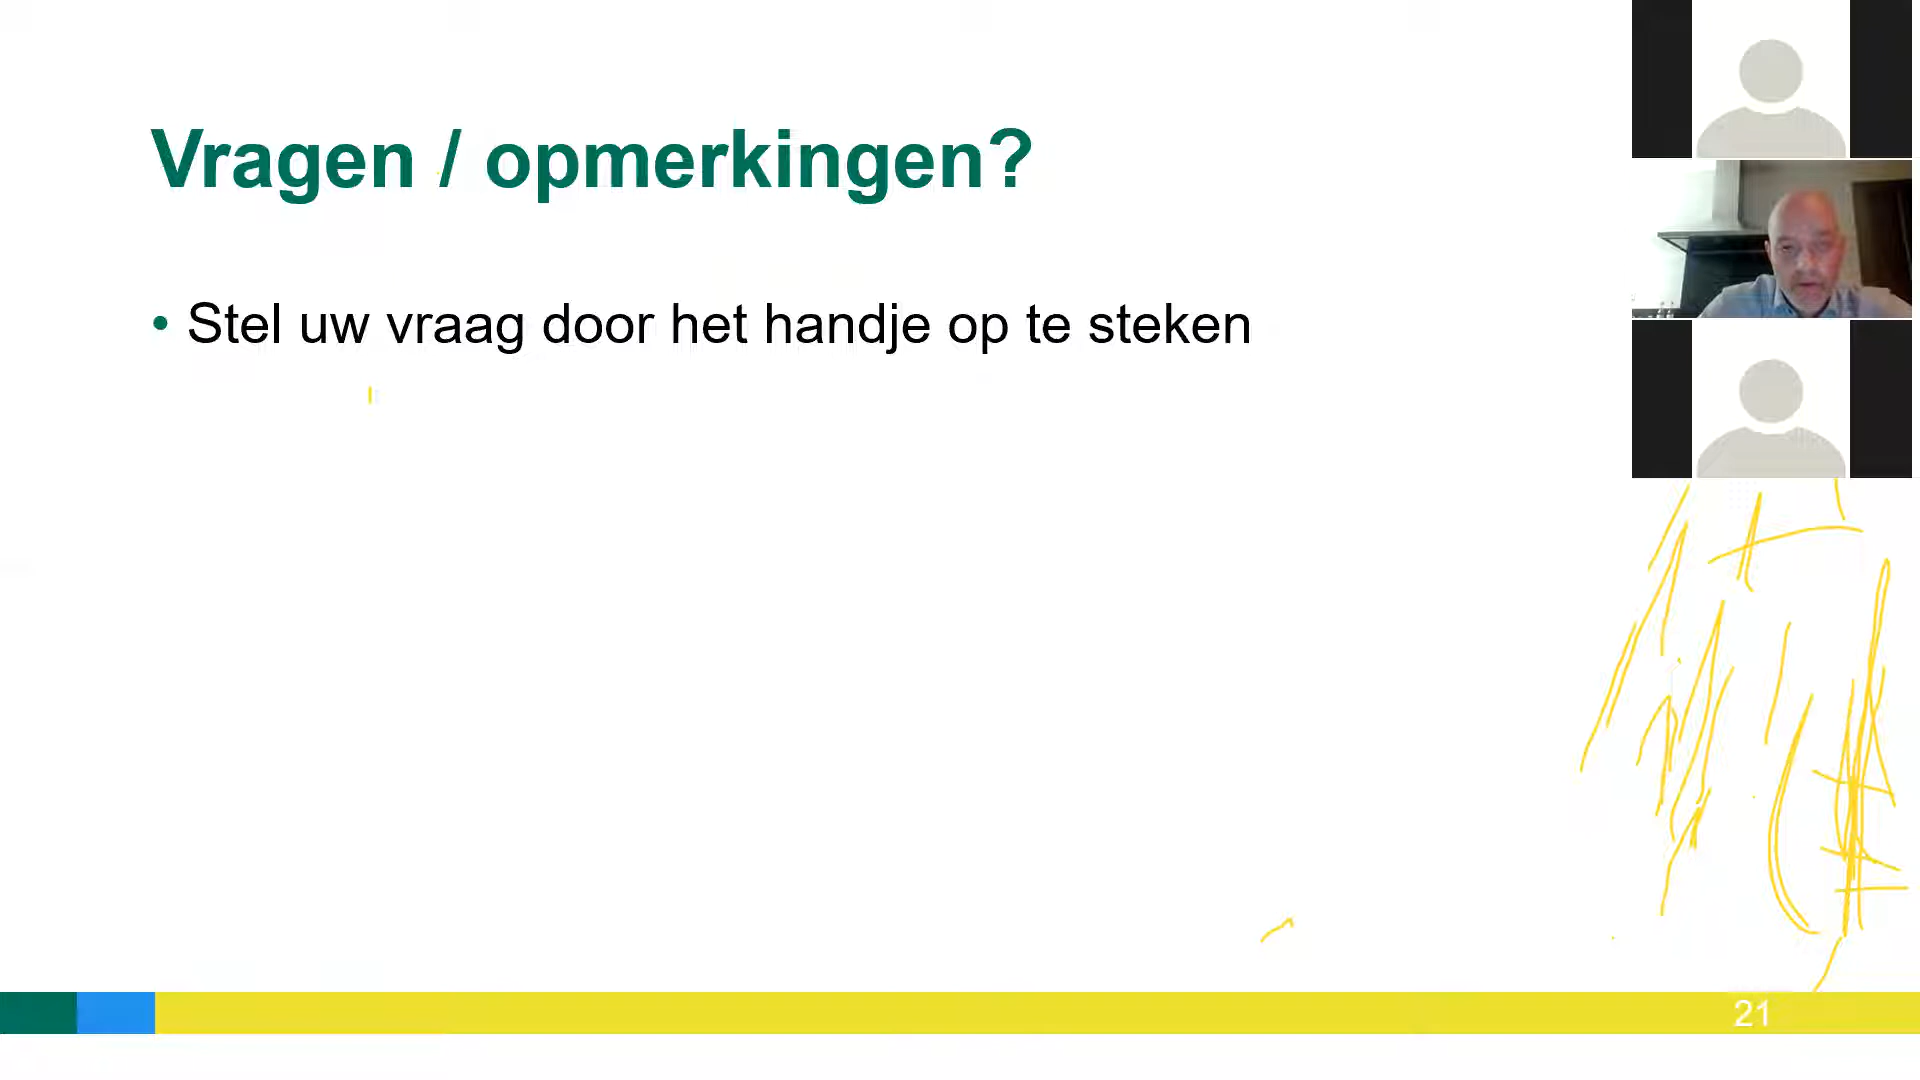 Vragen / opmerkingen?
• Stel uw vraag door het handje op te steken
21